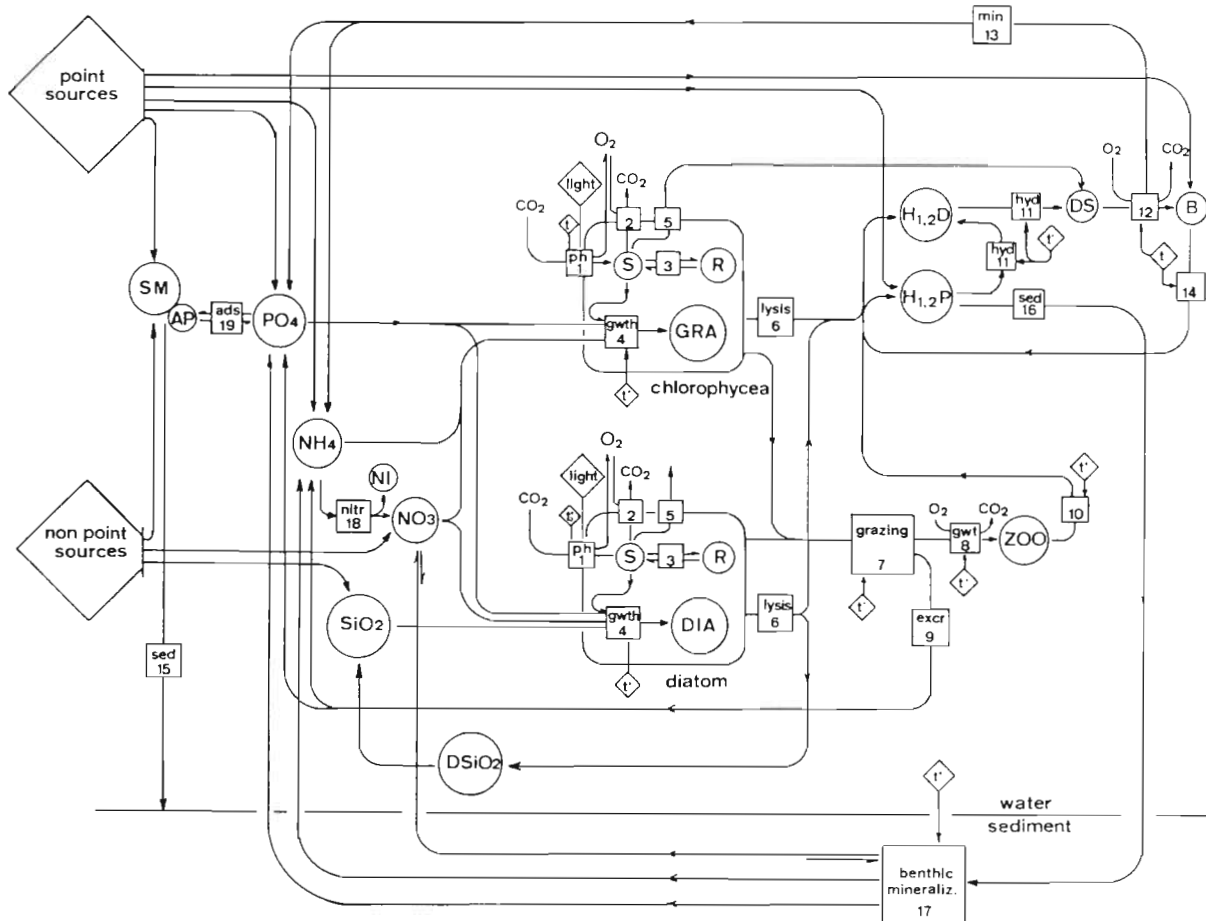 min
13
point
sources
O₂
CO₂
light
CO₂
t
2
5
ph
1
S
3
R
gwth
4
GRA
t°
chlorophycea
lysis
6
O₂
CO₂
H₁,₂D
hyd
11
DS
12
B
hyd
11
t°
t
14
H₁,₂P
sed
16
SM
AP
ads
19
PO₄
NH₄
NI
nitr
18
NO₃
non point
sources
SiO₂
sed
15
O₂
light
CO₂
CO₂
t°
2
5
ph
1
S
3
R
gwth
4
DIA
t°
diatom
lysis
6
grazing
7
t°
O₂
CO₂
gwt
8
t°
ZOO
10
t°
excr
9
DSiO₂
t°
water
sediment
benthic
mineraliz.
17